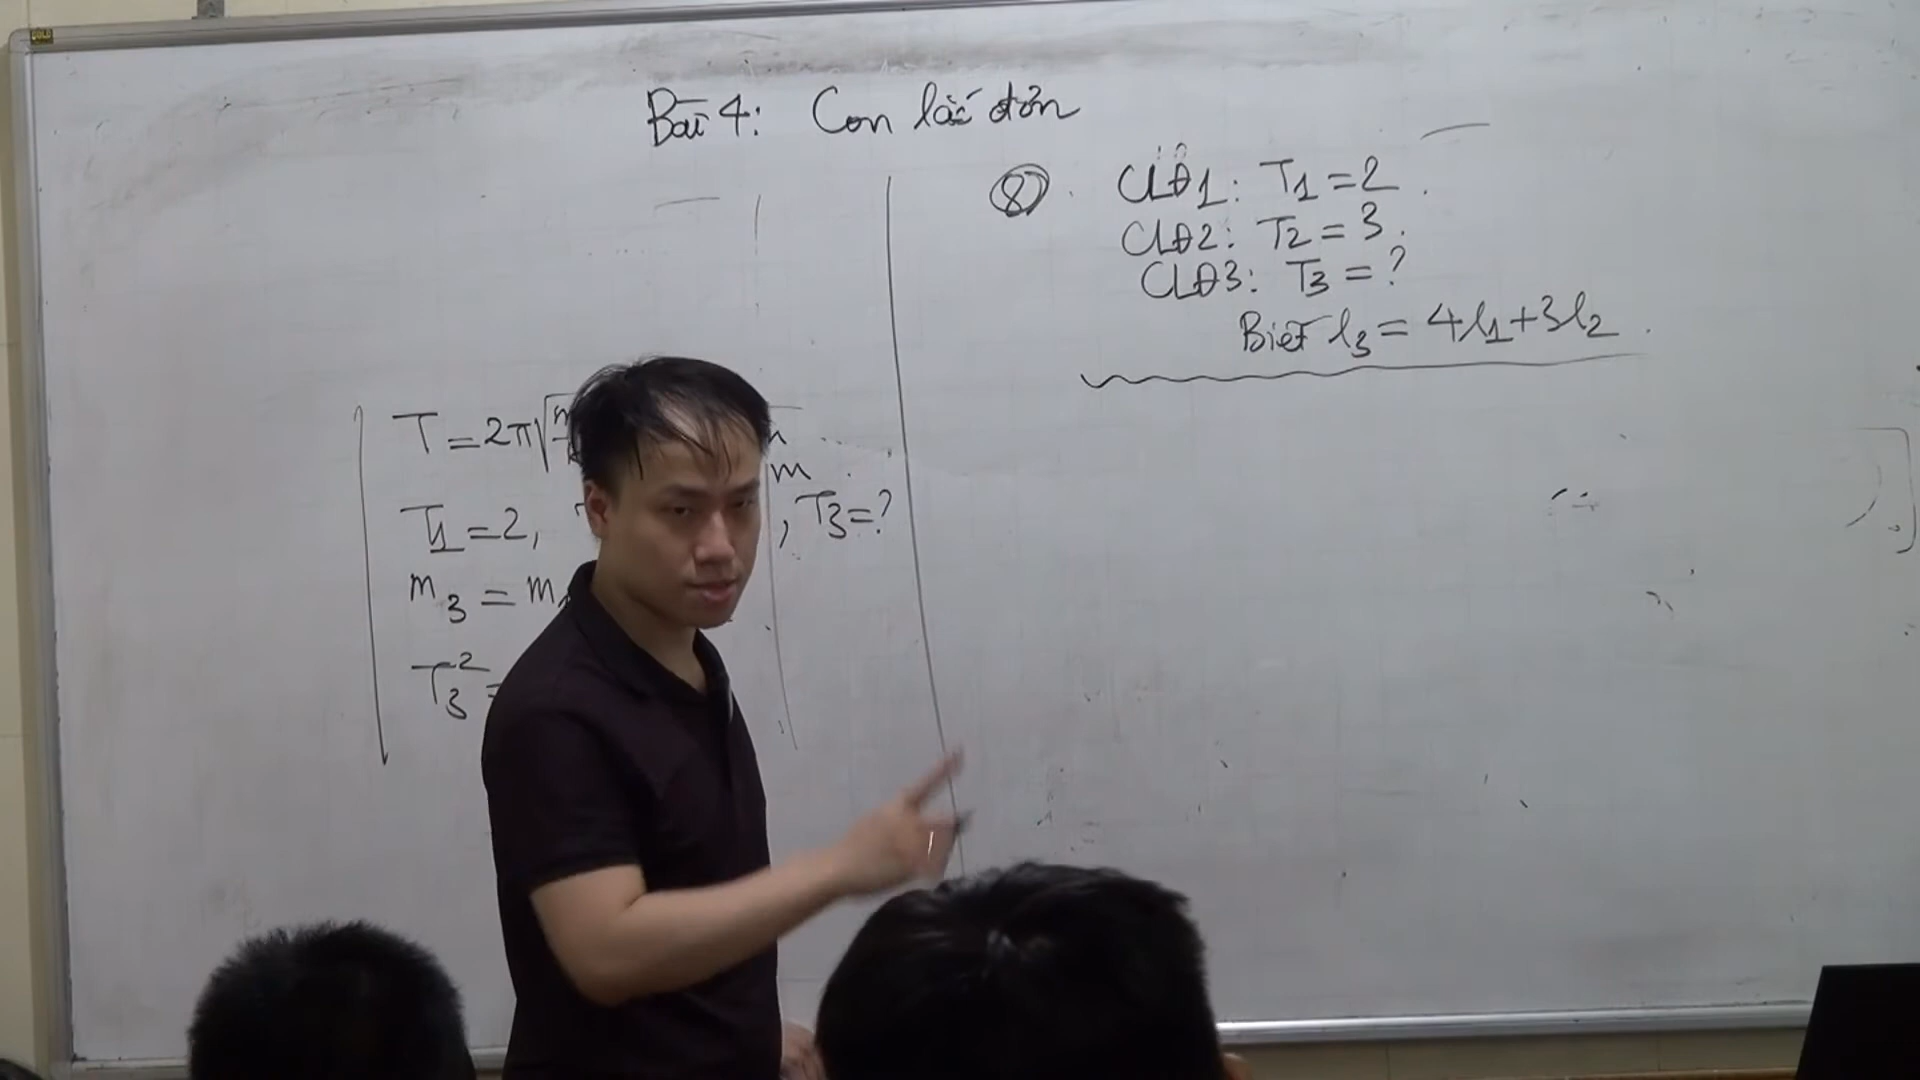 GOLD
Bài 4: Con lắc đơn
T = 2π√m
m
T1 = 2, , T3 = ?
m3 = m
T3² =
⑧. CLĐ1: T1 = 2.
CLĐ2: T2 = 3.
CLĐ3: T3 = ?
Biết l3 = 4l1 + 3l2.